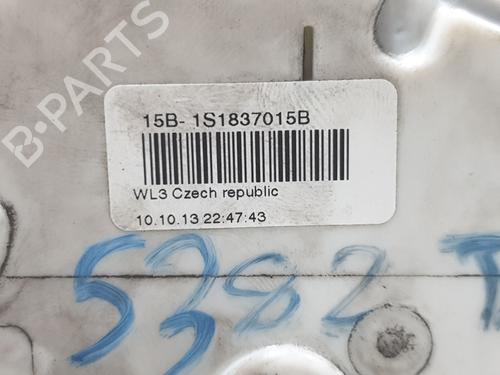 B-PARTS
15B- 1S1837015B
WL3 Czech republic
10.10.13 22:47:43
5382